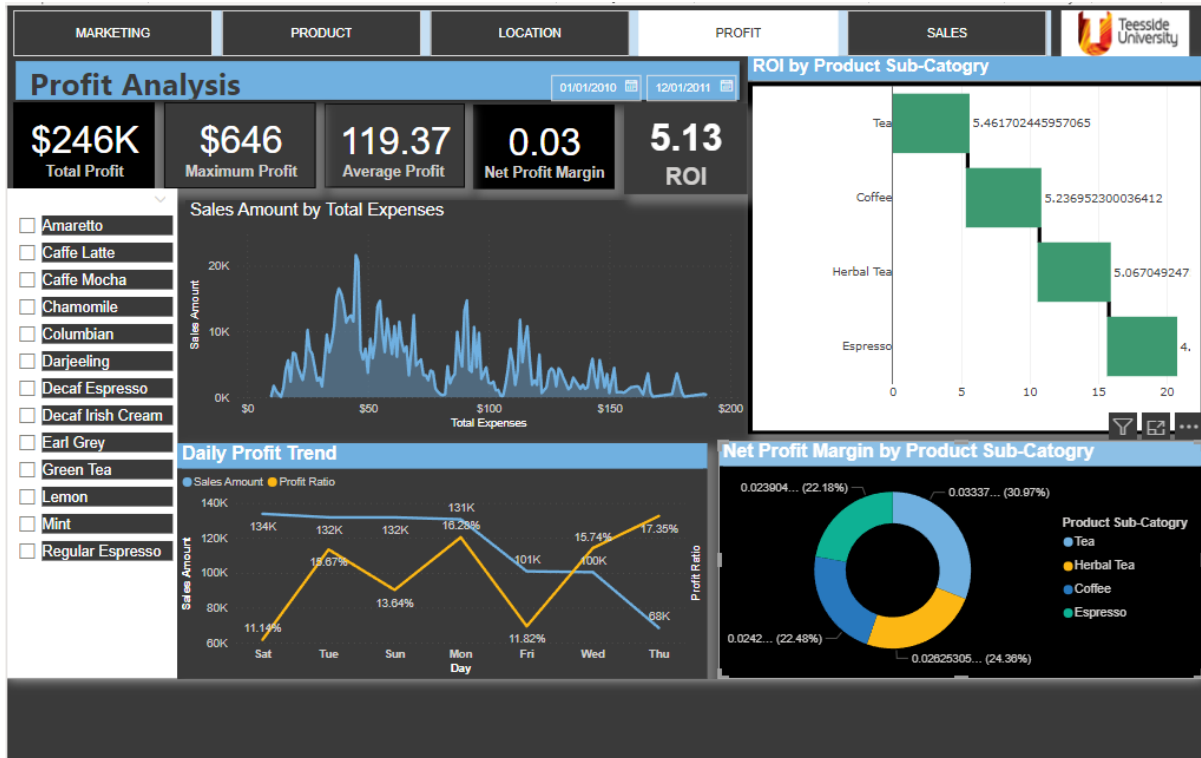 MARKETING
PRODUCT
LOCATION
PROFIT
SALES
Teesside
University
Profit Analysis
01/01/2010
12/01/2011
$246K
Total Profit
$646
Maximum Profit
119.37
Average Profit
0.03
Net Profit Margin
5.13
ROI
Amaretto
Caffe Latte
Caffe Mocha
Chamomile
Columbian
Darjeeling
Decaf Espresso
Decaf Irish Cream
Earl Grey
Green Tea
Lemon
Mint
Regular Espresso
Sales Amount by Total Expenses
Sales Amount
20K
10K
0K
$0
$50
$100
$150
$200
Total Expenses
ROI by Product Sub-Catogry
Tea
5.461702445957065
Coffee
5.236952300036412
Herbal Tea
5.067049247
Espresso
4.
0
5
10
15
20
Daily Profit Trend
Sales Amount
Profit Ratio
Sales Amount
140K
120K
100K
80K
60K
134K
132K
132K
131K
101K
100K
68K
11.14%
15.67%
13.64%
16.28%
11.82%
15.74%
17.35%
Profit Ratio
Sat
Tue
Sun
Mon
Fri
Wed
Thu
Day
Net Profit Margin by Product Sub-Catogry
0.023904... (22.18%)
0.03337... (30.97%)
0.0242... (22.48%)
0.02625305... (24.36%)
Product Sub-Catogry
Tea
Herbal Tea
Coffee
Espresso